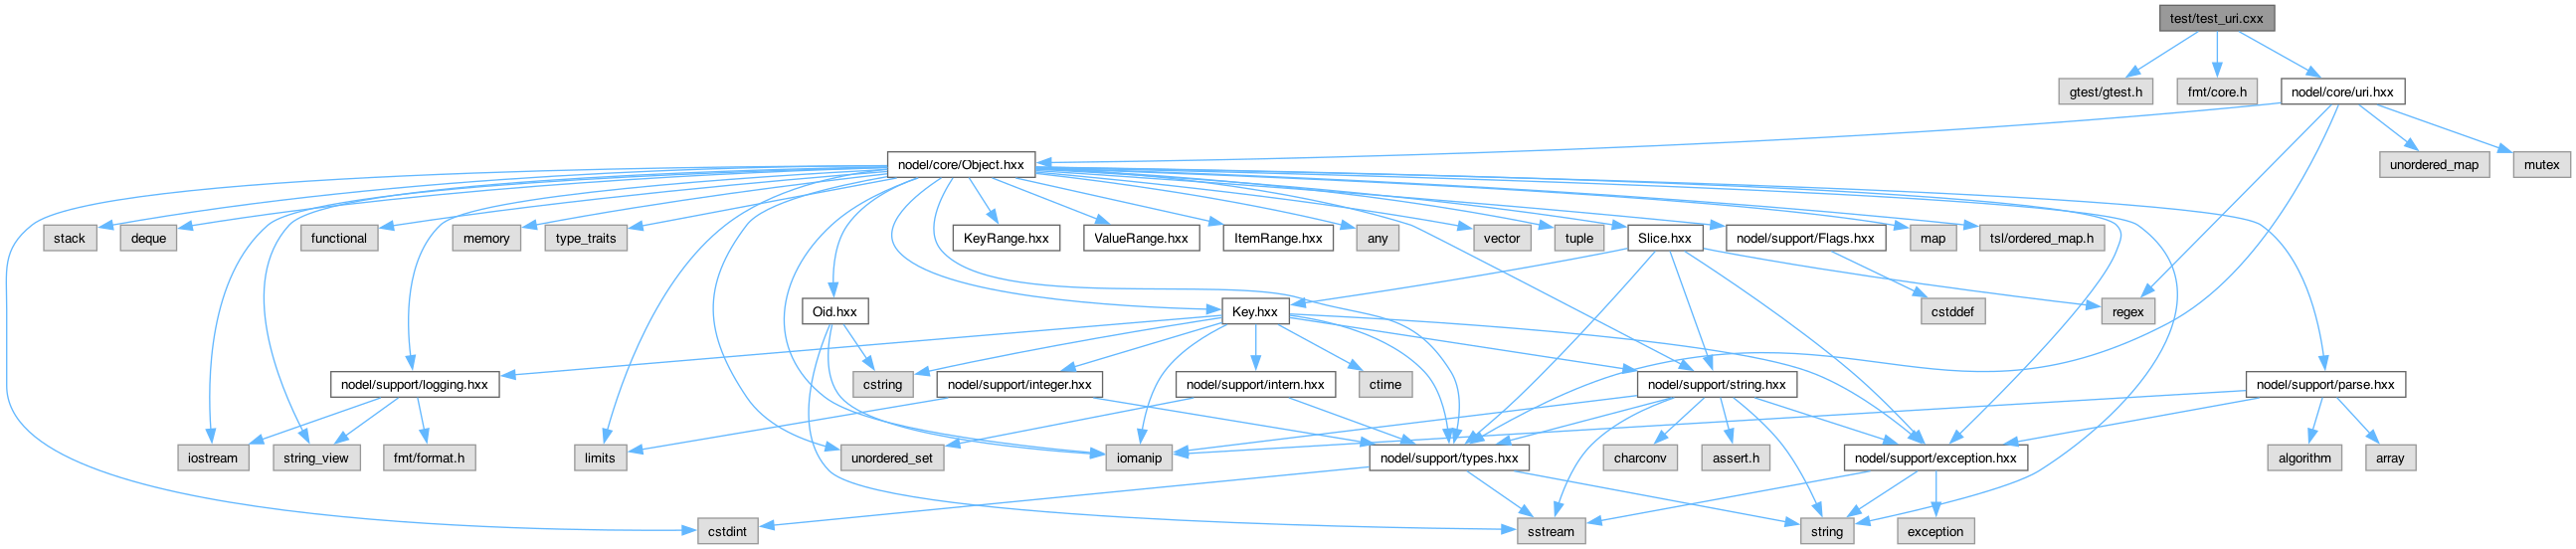 test/test_uri.cxx
gtest/gtest.h
fmt/core.h
nodel/core/uri.hxx
nodel/core/Object.hxx
unordered_map
mutex
stack
deque
functional
memory
type_traits
KeyRange.hxx
ValueRange.hxx
ItemRange.hxx
any
vector
tuple
Slice.hxx
nodel/support/Flags.hxx
map
tsl/ordered_map.h
Oid.hxx
Key.hxx
cstddef
regex
nodel/support/logging.hxx
cstring
nodel/support/integer.hxx
nodel/support/intern.hxx
ctime
nodel/support/string.hxx
nodel/support/parse.hxx
iostream
string_view
fmt/format.h
limits
unordered_set
iomanip
nodel/support/types.hxx
charconv
assert.h
nodel/support/exception.hxx
algorithm
array
cstdint
sstream
string
exception